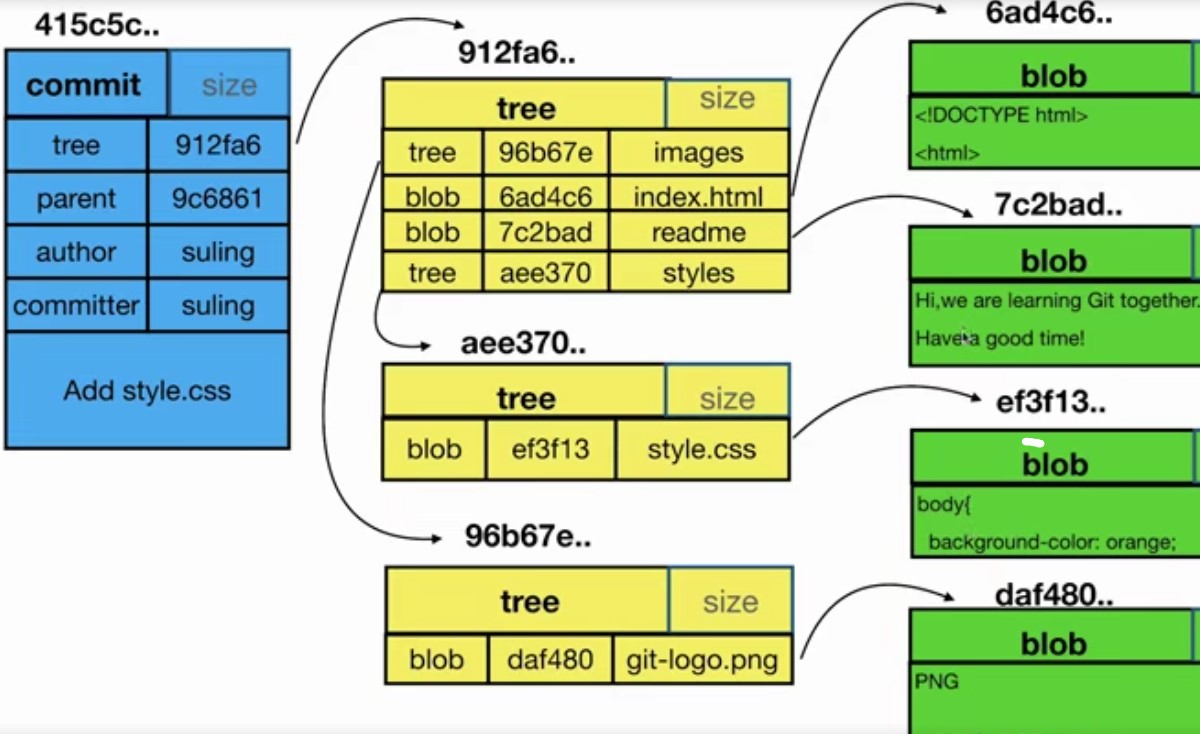 415c5c..
commit size
tree 912fa6
parent 9c6861
author suling
committer suling
Add style.css
912fa6..
tree size
tree 96b67e images
blob 6ad4c6 index.html
blob 7c2bad readme
tree aee370 styles
aee370..
tree size
blob ef3f13 style.css
96b67e..
tree size
blob daf480 git-logo.png
6ad4c6..
blob
<!DOCTYPE html>
<html>
7c2bad..
blob
Hi,we are learning Git together.
Have a good time!
ef3f13..
blob
body{
background-color: orange;
daf480..
blob
PNG